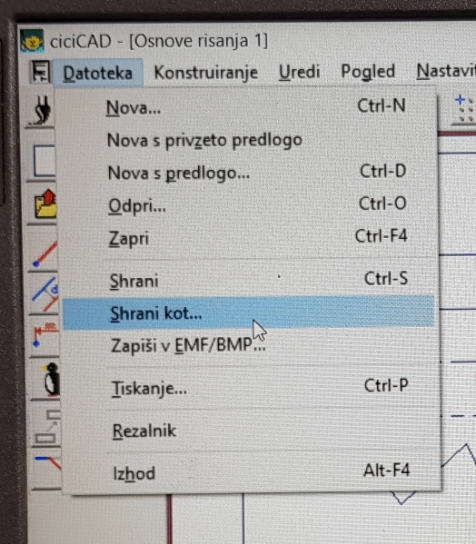 ciciCAD - [Osnove risanja 1]
Datoteka Konstruiranje Uredi Pogled
Nova... Ctrl-N
Nova s privzeto predlogo
Nova s predlogo... Ctrl-D
Odpri... Ctrl-O
Zapri Ctrl-F4
Shrani Ctrl-S
Shrani kot...
Zapiši v EMF/BMP...
Tiskanje... Ctrl-P
Rezalnik
Izhod Alt-F4